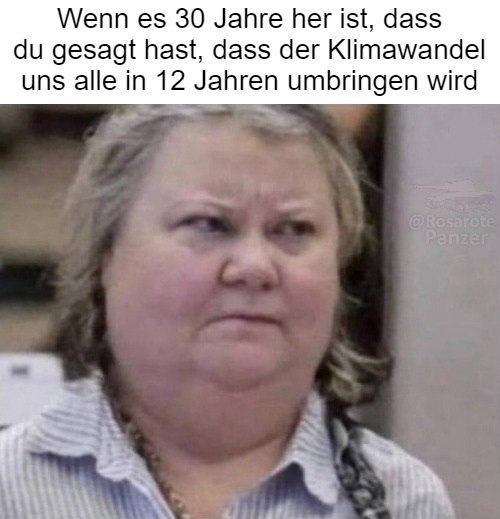 Wenn es 30 Jahre her ist, dass
du gesagt hast, dass der Klimawandel
uns alle in 12 Jahren umbringen wird
@Rosarote
Panzer